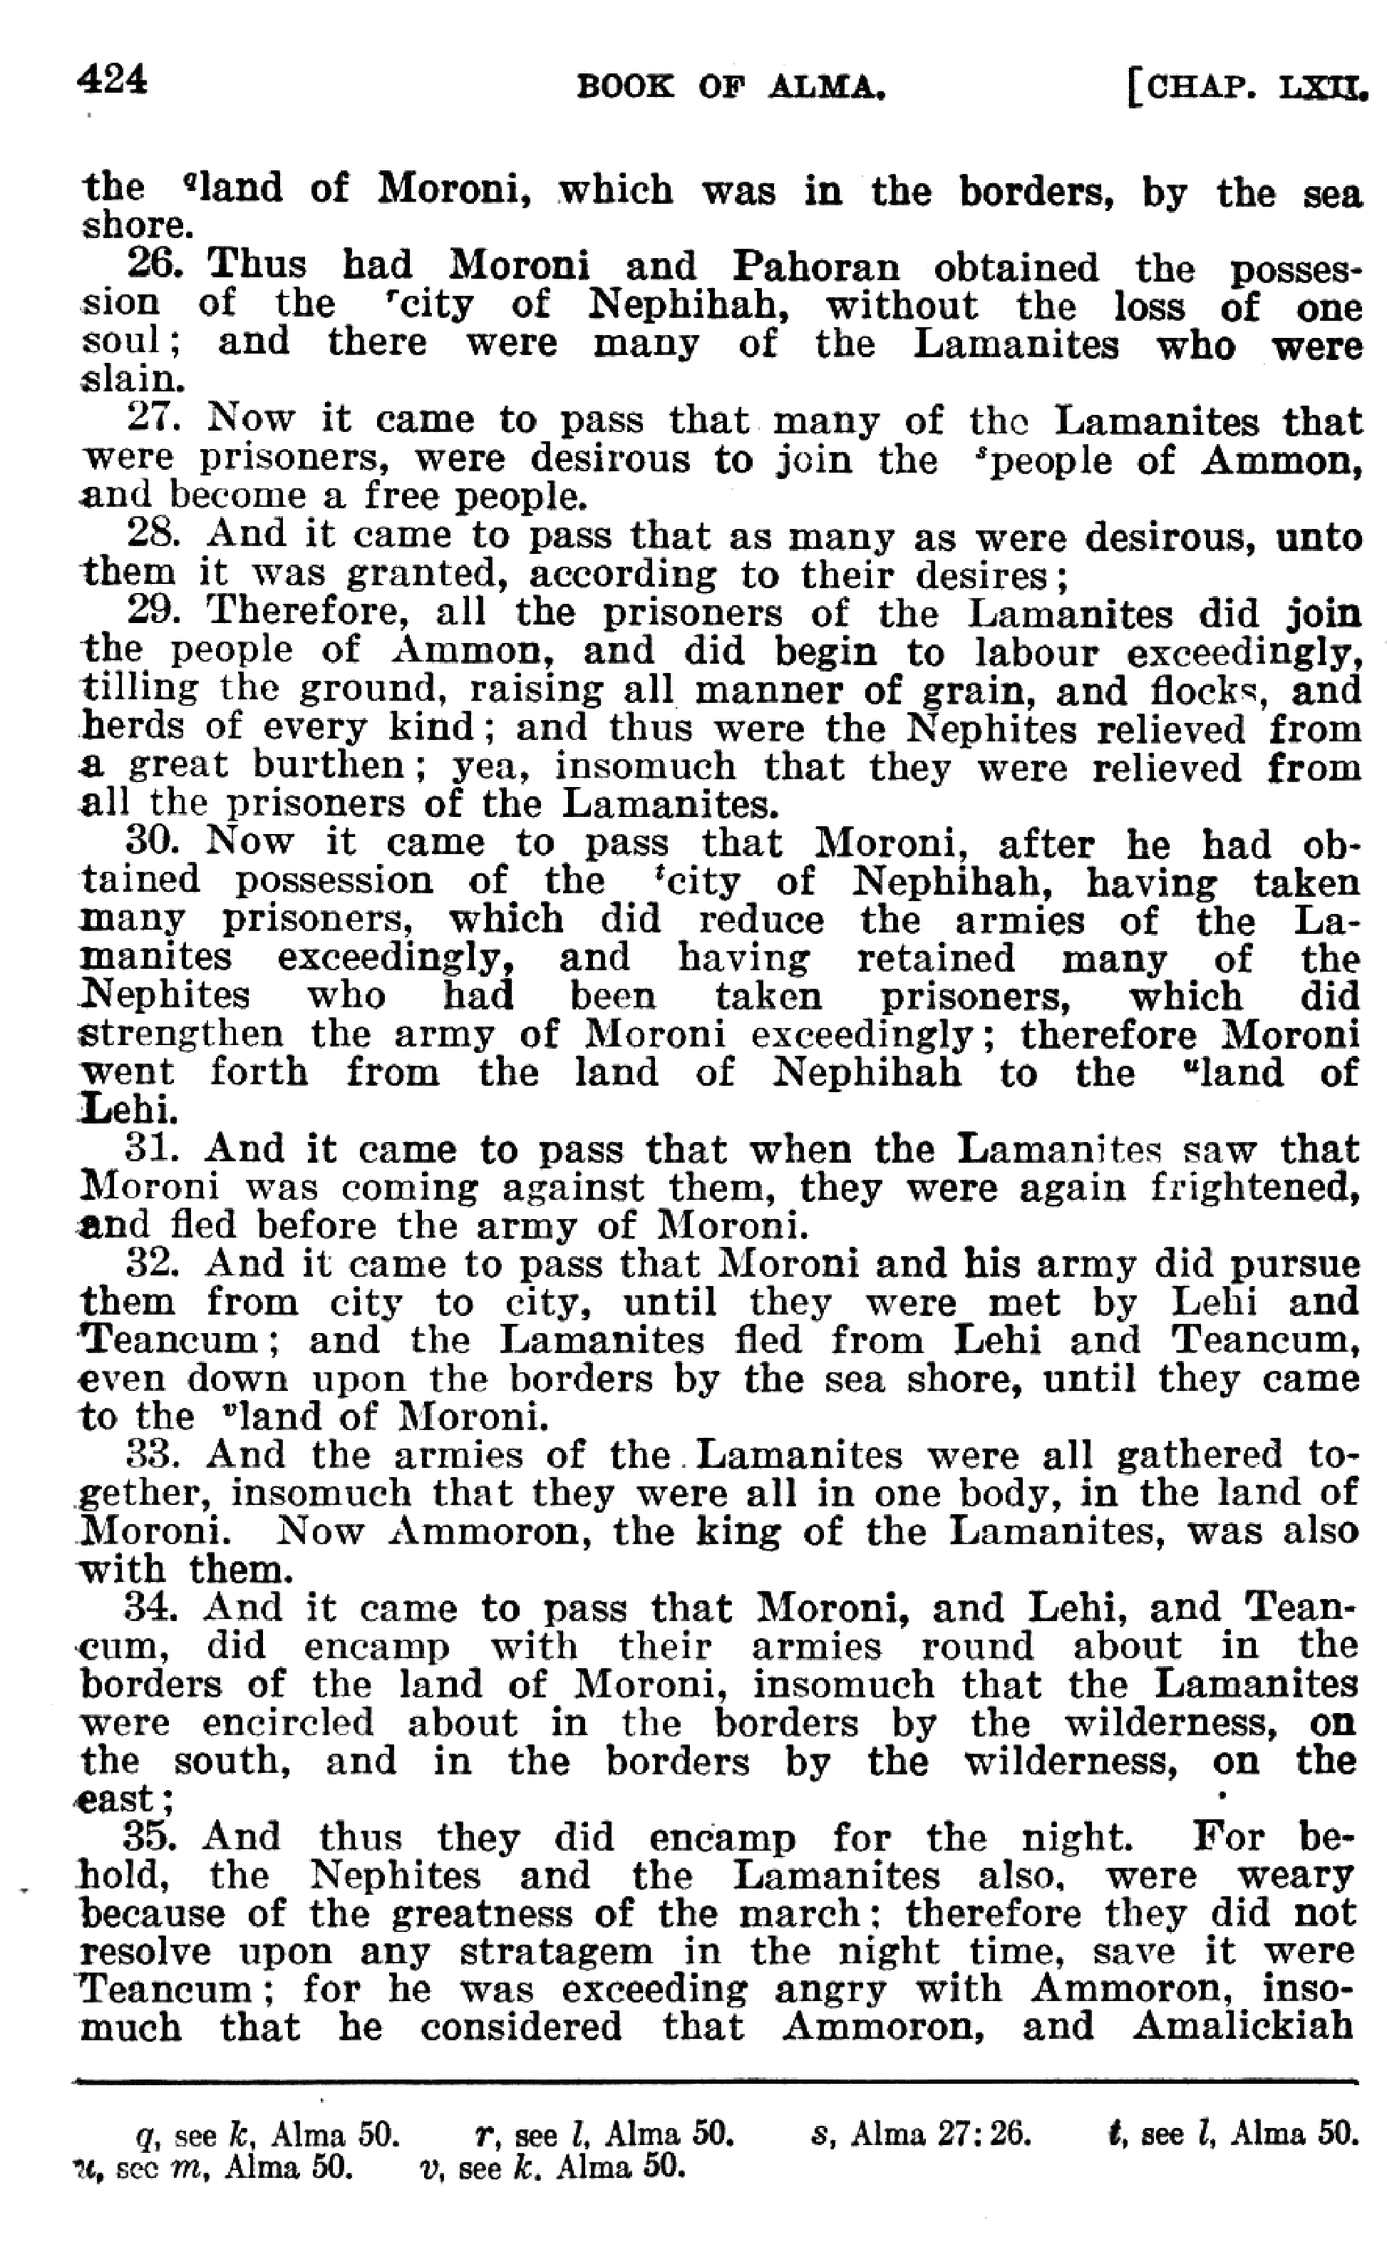 424 BOOK OF ALMA. [CHAP. LXII.
the qland of Moroni, which was in the borders, by the sea
shore.
26. Thus had Moroni and Pahoran obtained the posses-
sion of the rcity of Nephihah, without the loss of one
soul; and there were many of the Lamanites who were
slain.
27. Now it came to pass that many of the Lamanites that
were prisoners, were desirous to join the speople of Ammon,
and become a free people.
28. And it came to pass that as many as were desirous, unto
them it was granted, according to their desires;
29. Therefore, all the prisoners of the Lamanites did join
the people of Ammon, and did begin to labour exceedingly,
tilling the ground, raising all manner of grain, and flocks, and
herds of every kind; and thus were the Nephites relieved from
a great burthen; yea, insomuch that they were relieved from
all the prisoners of the Lamanites.
30. Now it came to pass that Moroni, after he had ob-
tained possession of the tcity of Nephihah, having taken
many prisoners, which did reduce the armies of the La-
manites exceedingly, and having retained many of the
Nephites who had been taken prisoners, which did
strengthen the army of Moroni exceedingly; therefore Moroni
went forth from the land of Nephihah to the uland of
Lehi.
31. And it came to pass that when the Lamanites saw that
Moroni was coming against them, they were again frightened,
and fled before the army of Moroni.
32. And it came to pass that Moroni and his army did pursue
them from city to city, until they were met by Lehi and
Teancum; and the Lamanites fled from Lehi and Teancum,
even down upon the borders by the sea shore, until they came
to the vland of Moroni.
33. And the armies of the Lamanites were all gathered to-
gether, insomuch that they were all in one body, in the land of
Moroni. Now Ammoron, the king of the Lamanites, was also
with them.
34. And it came to pass that Moroni, and Lehi, and Tean-
cum, did encamp with their armies round about in the
borders of the land of Moroni, insomuch that the Lamanites
were encircled about in the borders by the wilderness, on
the south, and in the borders by the wilderness, on the
east;
35. And thus they did encamp for the night. For be-
hold, the Nephites and the Lamanites also, were weary
because of the greatness of the march; therefore they did not
resolve upon any stratagem in the night time, save it were
Teancum; for he was exceeding angry with Ammoron, inso-
much that he considered that Ammoron, and Amalickiah
q, see k, Alma 50. r, see l, Alma 50. s, Alma 27: 26. t, see l, Alma 50.
u, see m, Alma 50. v, see k. Alma 50.